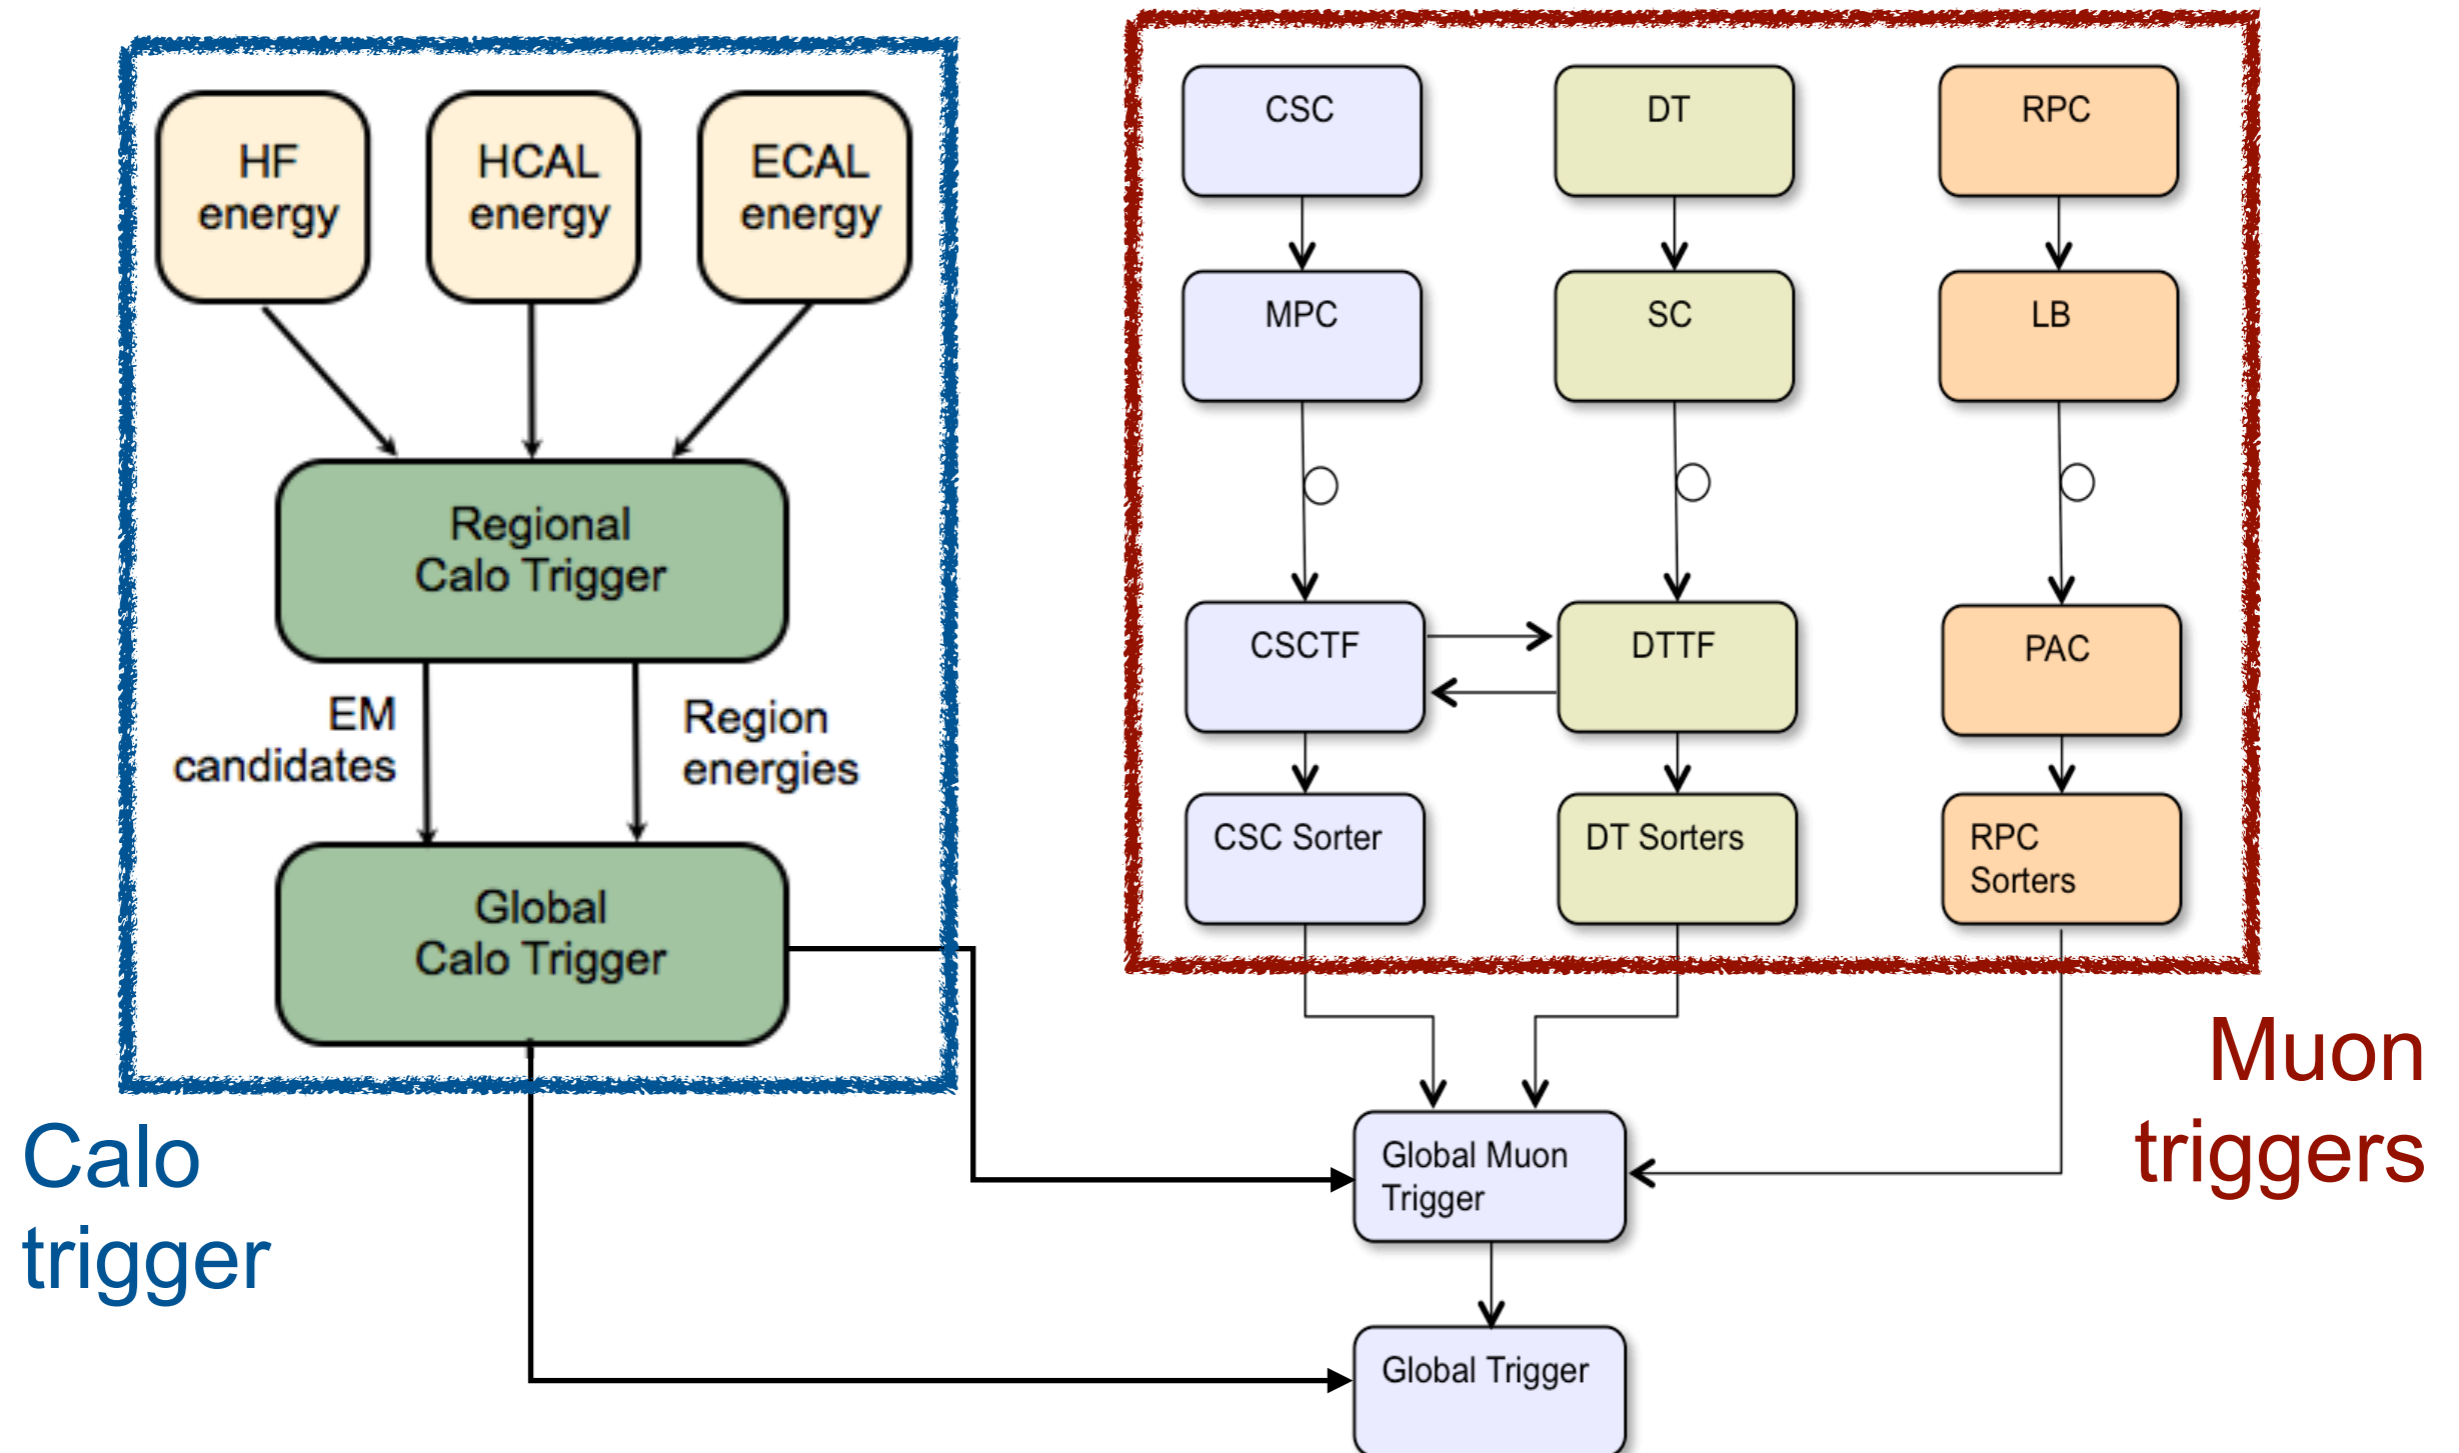 HF
energy
HCAL
energy
ECAL
energy
Regional
Calo Trigger
EM
candidates
Region
energies
Global
Calo Trigger
Calo
trigger
CSC
DT
RPC
MPC
SC
LB
CSCTF
DTTF
PAC
CSC Sorter
DT Sorters
RPC
Sorters
Muon
triggers
Global Muon
Trigger
Global Trigger